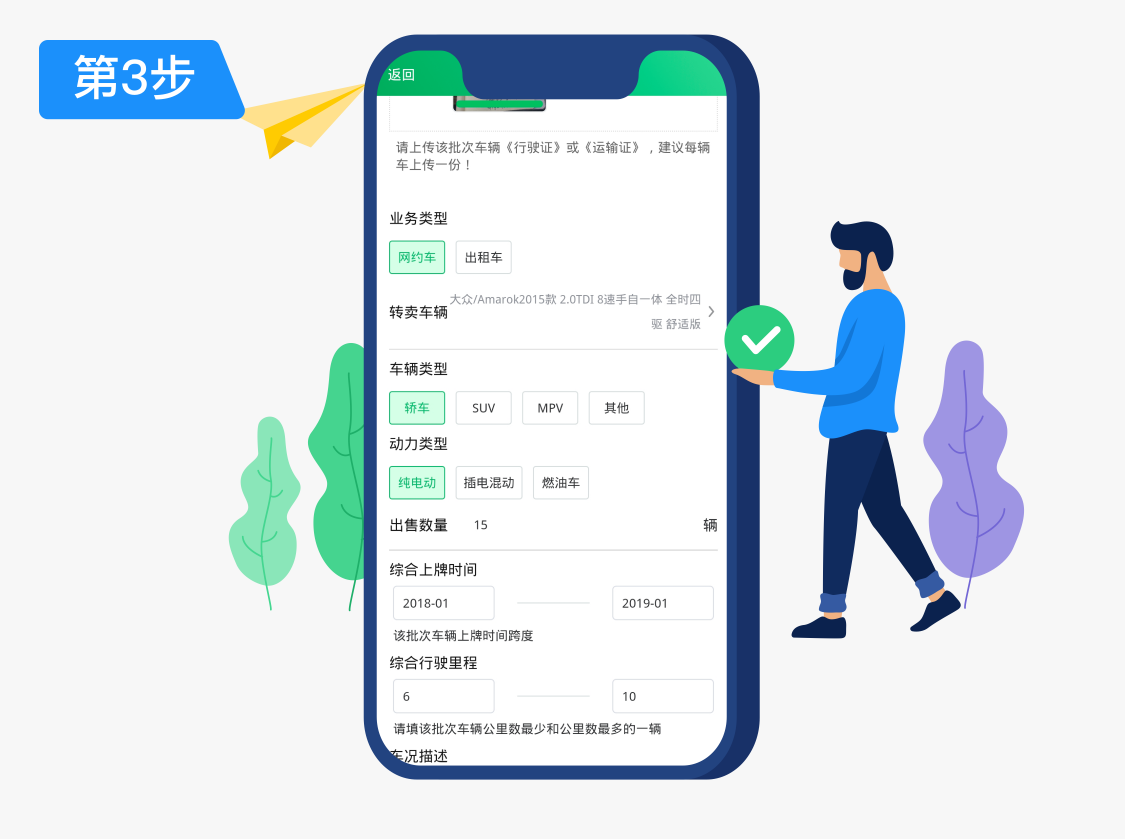 第3步
返回
请上传该批次车辆《行驶证》或《运输证》，建议每辆
车上传一份！
业务类型
网约车 出租车
转卖车辆 大众/Amarok2015款 2.0TDI 8速手自一体 全时四
驱 舒适版
车辆类型
轿车 SUV MPV 其他
动力类型
纯电动 插电混动 燃油车
出售数量 15 辆
综合上牌时间
2018-01 2019-01
该批次车辆上牌时间跨度
综合行驶里程
6 10
请填该批次车辆公里数最少和公里数最多的一辆
车况描述